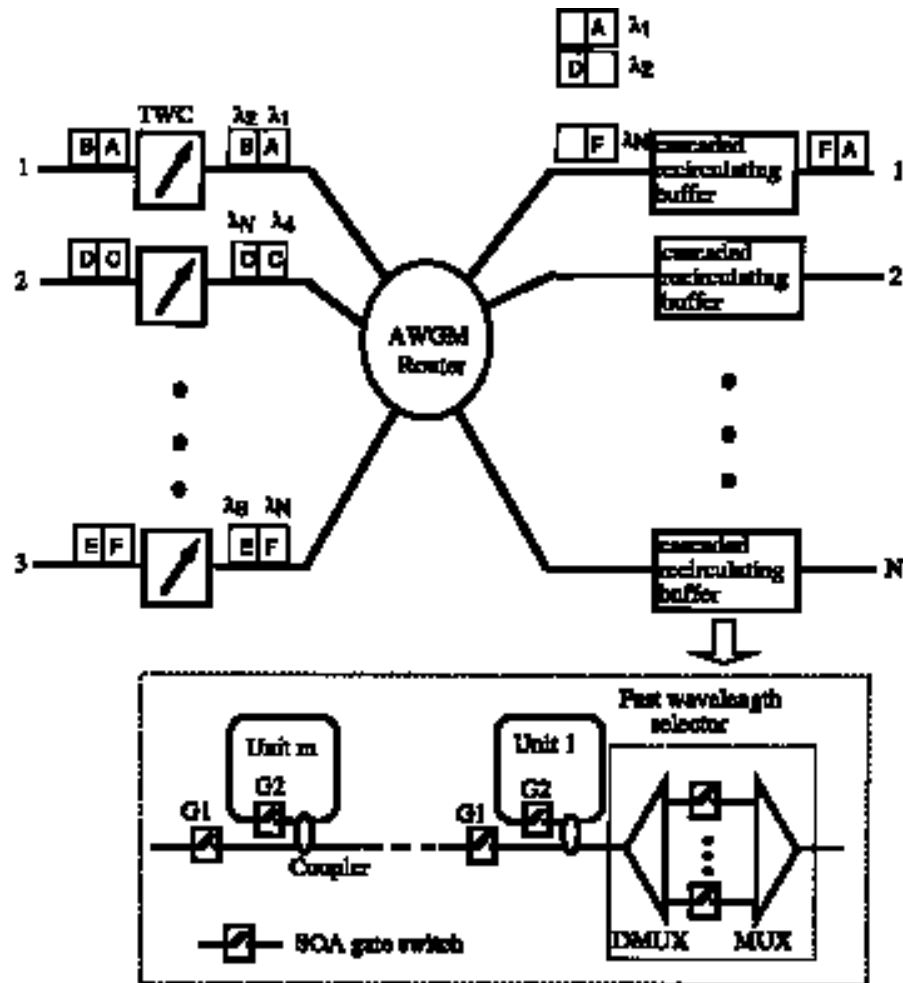 A λ1
D λ2
TWC λ2 λ1
1 B A B A F λN cascaded recirculating buffer F A 1
λN λ4
2 D C D C cascaded recirculating buffer 2
AWGM
Router
λ8 λN
3 E F E F cascaded recirculating buffer N
Fast wavelength
selector
Unit m Unit 1
G2 G2
G1 G1
Coupler
SOA gate switch DMUX MUX